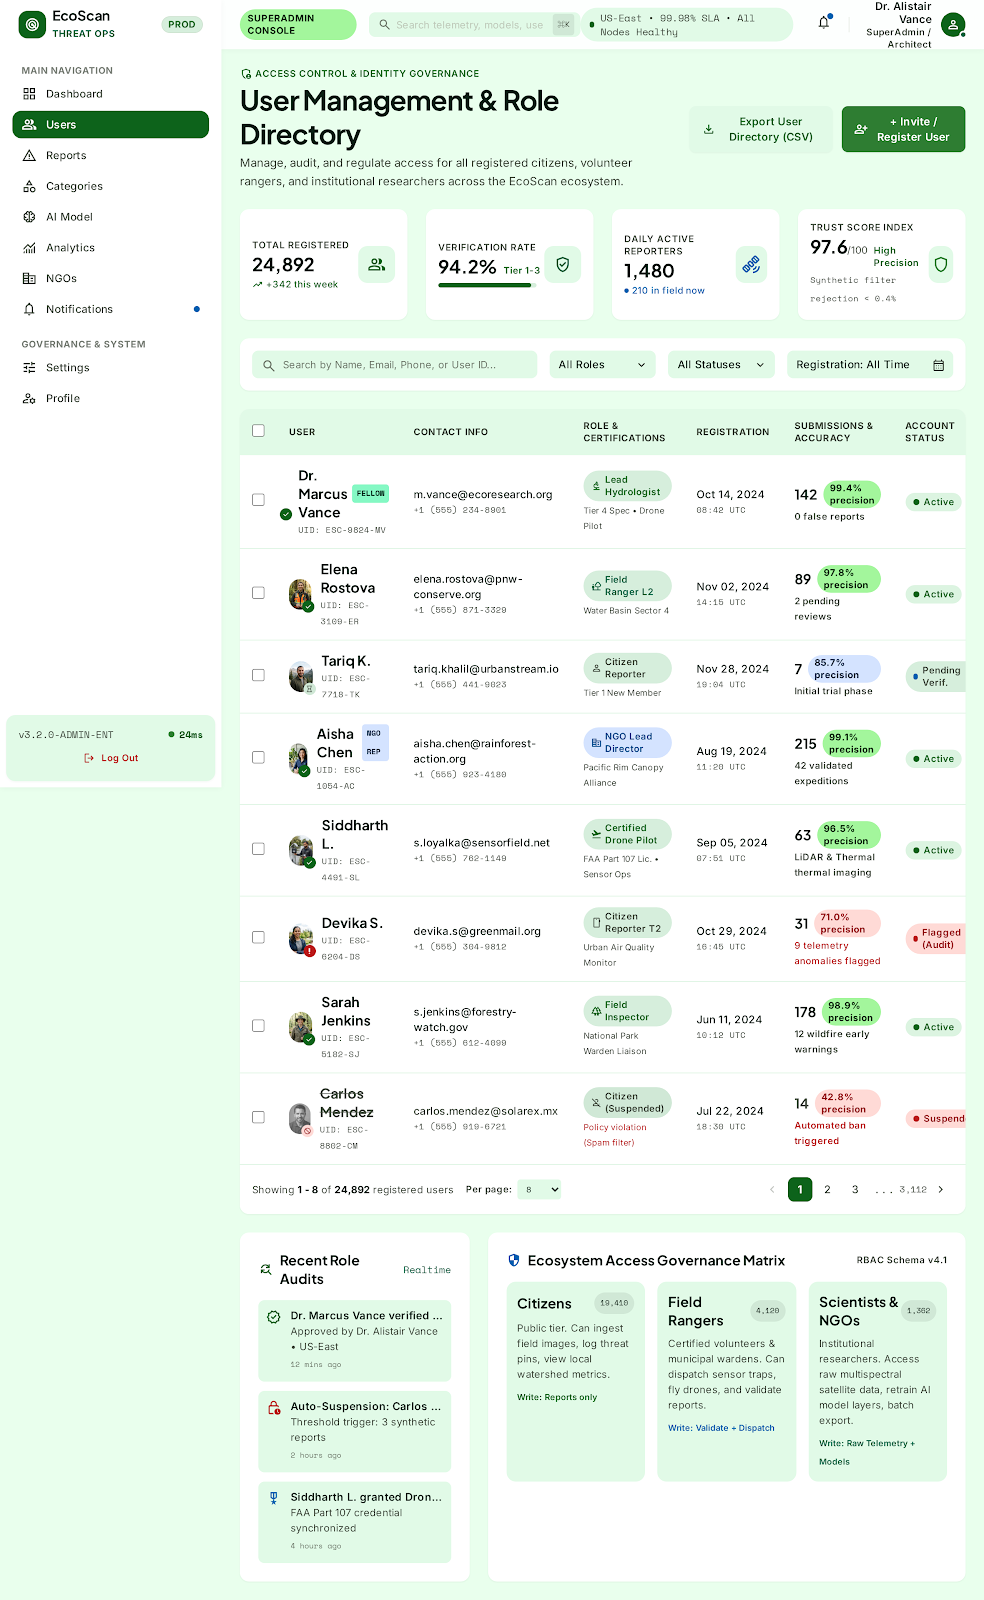 EcoScan
THREAT OPS
PROD
MAIN NAVIGATION
Dashboard
Users
Reports
Categories
AI Model
Analytics
NGOs
Notifications
GOVERNANCE & SYSTEM
Settings
Profile
v3.2.0-ADMIN-ENT
24ms
Log Out
SUPERADMIN
CONSOLE
Search telemetry, models, use
⌘K
US-East • 99.98% SLA • All
Nodes Healthy
Dr. Alistair
Vance
SuperAdmin /
Architect
ACCESS CONTROL & IDENTITY GOVERNANCE
User Management & Role
Directory
Manage, audit, and regulate access for all registered citizens, volunteer
rangers, and institutional researchers across the EcoScan ecosystem.
Export User
Directory (CSV)
+ Invite /
Register User
TOTAL REGISTERED
24,892
+342 this week
VERIFICATION RATE
94.2% Tier 1-3
DAILY ACTIVE
REPORTERS
1,480
210 in field now
TRUST SCORE INDEX
97.6/100 High
Precision
Synthetic filter
rejection < 0.4%
Search by Name, Email, Phone, or User ID...
All Roles
All Statuses
Registration: All Time
USER
CONTACT INFO
ROLE &
CERTIFICATIONS
REGISTRATION
SUBMISSIONS &
ACCURACY
ACCOUNT
STATUS
Dr.
Marcus
Vance
FELLOW
UID: ESC-9824-MV
m.vance@ecoresearch.org
+1 (555) 234-8901
Lead
Hydrologist
Tier 4 Spec • Drone
Pilot
Oct 14, 2024
08:42 UTC
142
99.4%
precision
0 false reports
Active
Elena
Rostova
UID: ESC-
3109-ER
elena.rostova@pnw-
conserve.org
+1 (555) 871-3329
Field
Ranger L2
Water Basin Sector 4
Nov 02, 2024
14:15 UTC
89
97.8%
precision
2 pending
reviews
Active
Tariq K.
UID: ESC-
7718-TK
tariq.khalil@urbanstream.io
+1 (555) 441-0023
Citizen
Reporter
Tier 1 New Member
Nov 28, 2024
19:04 UTC
7
85.7%
precision
Initial trial phase
Pending
Verif.
Aisha
Chen
NGO
REP
UID: ESC-
1054-AC
aisha.chen@rainforest-
action.org
+1 (555) 923-4180
NGO Lead
Director
Pacific Rim Canopy
Alliance
Aug 19, 2024
11:20 UTC
215
99.1%
precision
42 validated
expeditions
Active
Siddharth
L.
UID: ESC-
4491-SL
s.loyalka@sensorfield.net
+1 (555) 762-1149
Certified
Drone Pilot
FAA Part 107 Lic. •
Sensor Ops
Sep 05, 2024
07:51 UTC
63
96.5%
precision
LiDAR & Thermal
thermal imaging
Active
Devika S.
UID: ESC-
6204-DS
devika.s@greenmail.org
+1 (555) 304-9812
Citizen
Reporter T2
Urban Air Quality
Monitor
Oct 29, 2024
16:45 UTC
31
71.0%
precision
9 telemetry
anomalies flagged
Flagged
(Audit)
Sarah
Jenkins
UID: ESC-
5182-SJ
s.jenkins@forestry-
watch.gov
+1 (555) 612-4090
Field
Inspector
National Park
Warden Liaison
Jun 11, 2024
10:12 UTC
178
98.9%
precision
12 wildfire early
warnings
Active
Carlos
Mendez
UID: ESC-
8802-CM
carlos.mendez@solarex.mx
+1 (555) 919-6721
Citizen
(Suspended)
Policy violation
(Spam filter)
Jul 22, 2024
18:30 UTC
14
42.8%
precision
Automated ban
triggered
Suspend
Showing 1 - 8 of 24,892 registered users
Per page: 8
1 2 3 ... 3,112
Recent Role
Audits
Realtime
Dr. Marcus Vance verified ...
Approved by Dr. Alistair Vance
• US-East
12 mins ago
Auto-Suspension: Carlos ...
Threshold trigger: 3 synthetic
reports
2 hours ago
Siddharth L. granted Dron...
FAA Part 107 credential
synchronized
4 hours ago
Ecosystem Access Governance Matrix
RBAC Schema v4.1
Citizens
19,410
Public tier. Can ingest
field images, log threat
pins, view local
watershed metrics.
Write: Reports only
Field
Rangers
4,120
Certified volunteers &
municipal wardens. Can
dispatch sensor traps,
fly drones, and validate
reports.
Write: Validate + Dispatch
Scientists &
NGOs
1,362
Institutional
researchers. Access
raw multispectral
satellite data, retrain AI
model layers, batch
export.
Write: Raw Telemetry +
Models